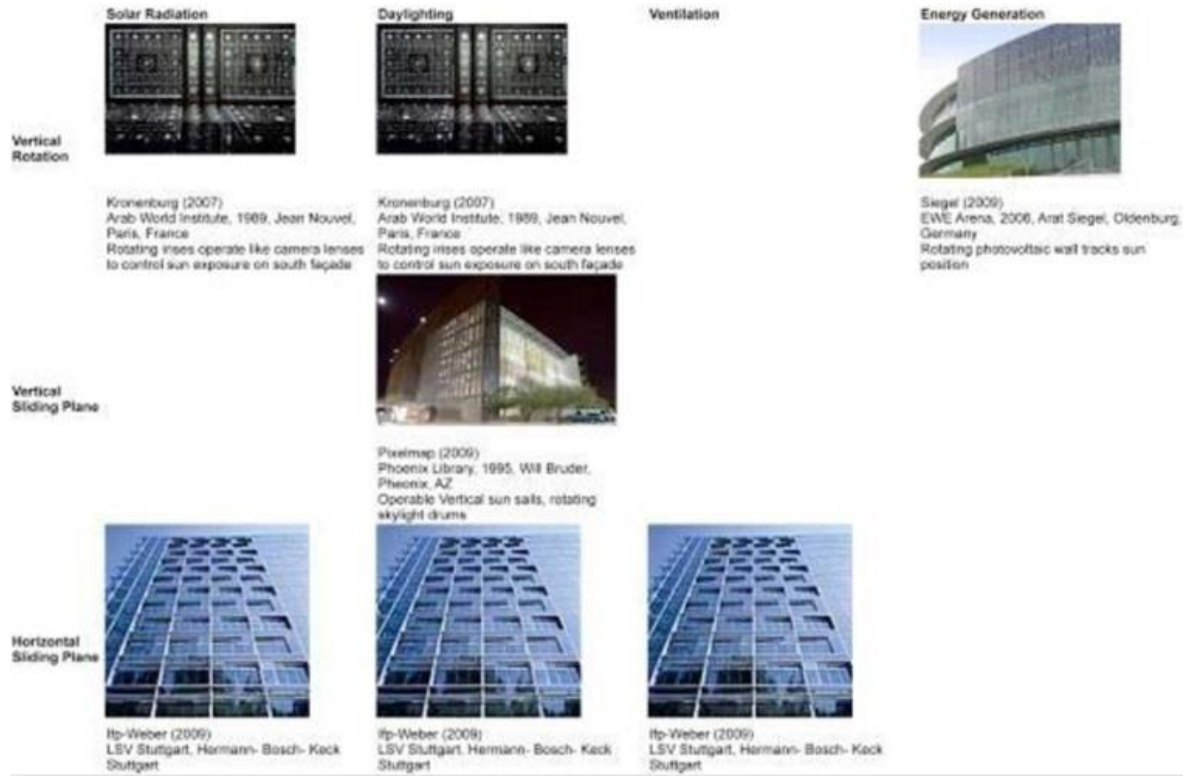 Solar Radiation
Daylighting
Ventilation
Energy Generation
Vertical
Rotation
Kronenburg (2007)
Arab World Institute, 1989, Jean Nouvel,
Paris, France
Rotating irises operate like camera lenses
to control sun exposure on south façade
Kronenburg (2007)
Arab World Institute, 1989, Jean Nouvel,
Paris, France
Rotating irises operate like camera lenses
to control sun exposure on south façade
Siegel (2009)
EWE Arena, 2006, Arat Siegel, Oldenburg,
Germany
Rotating photovoltaic wall tracks sun
position
Vertical
Sliding Plane
Pixelmap (2009)
Phoenix Library, 1995, Will Bruder,
Pheonix, AZ
Operable Vertical sun sails, rotating
skylight drums
Horizontal
Sliding Plane
Ifp-Weber (2009)
LSV Stuttgart, Hermann- Bosch- Keck
Stuttgart
Ifp-Weber (2009)
LSV Stuttgart, Hermann- Bosch- Keck
Stuttgart
Ifp-Weber (2009)
LSV Stuttgart, Hermann- Bosch- Keck
Stuttgart